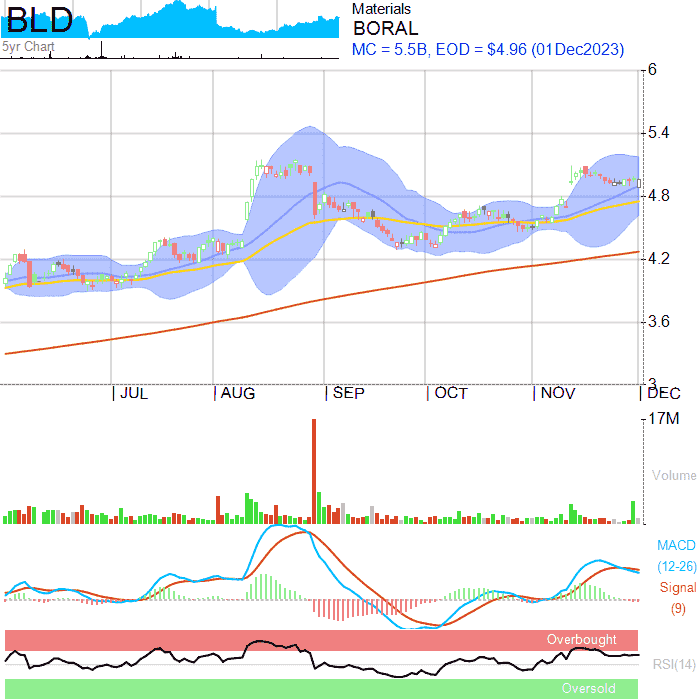 BLD
5yr Chart
Materials
BORAL
MC = 5.5B, EOD = $4.96 (01Dec2023)
6
5.4
4.8
4.2
3.6
3
JUL AUG SEP OCT NOV DEC
17M
Volume
MACD
(12-26)
Signal
(9)
Overbought
RSI(14)
Oversold